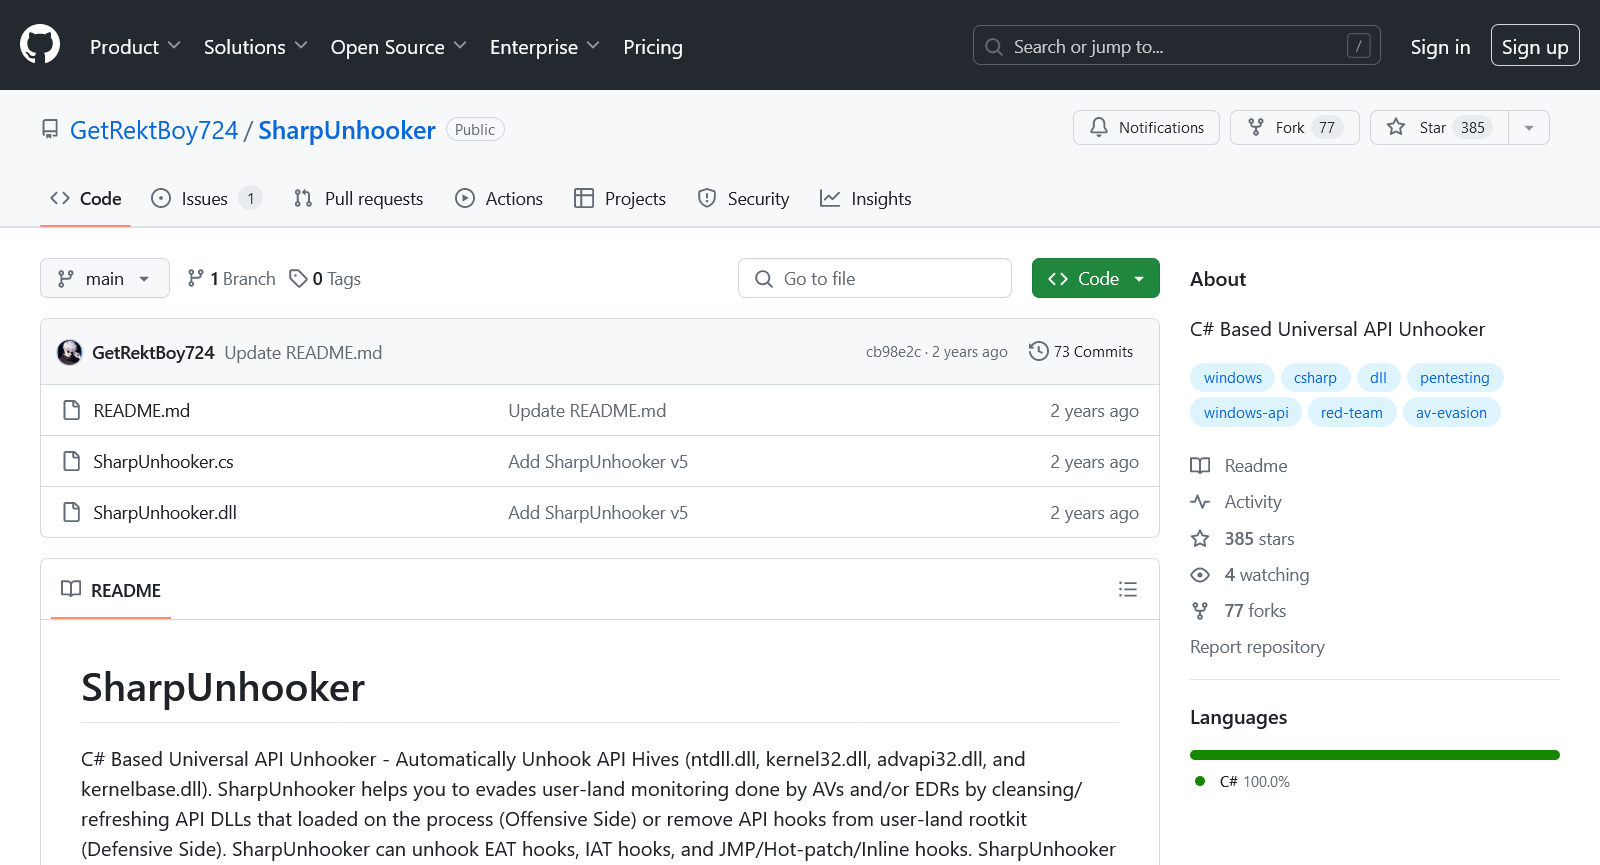 Product Solutions Open Source Enterprise Pricing Search or jump to... / Sign in Sign up
GetRektBoy724 / SharpUnhooker Public Notifications Fork 77 Star 385
Code Issues 1 Pull requests Actions Projects Security Insights
main 1 Branch 0 Tags Go to file Code
GetRektBoy724 Update README.md cb98e2c · 2 years ago 73 Commits
README.md Update README.md 2 years ago
SharpUnhooker.cs Add SharpUnhooker v5 2 years ago
SharpUnhooker.dll Add SharpUnhooker v5 2 years ago
README
SharpUnhooker
C# Based Universal API Unhooker - Automatically Unhook API Hives (ntdll.dll, kernel32.dll, advapi32.dll, and
kernelbase.dll). SharpUnhooker helps you to evades user-land monitoring done by AVs and/or EDRs by cleansing/
refreshing API DLLs that loaded on the process (Offensive Side) or remove API hooks from user-land rootkit
(Defensive Side). SharpUnhooker can unhook EAT hooks, IAT hooks, and JMP/Hot-patch/Inline hooks. SharpUnhooker
About
C# Based Universal API Unhooker
windows csharp dll pentesting
windows-api red-team av-evasion
Readme
Activity
385 stars
4 watching
77 forks
Report repository
Languages
C# 100.0%